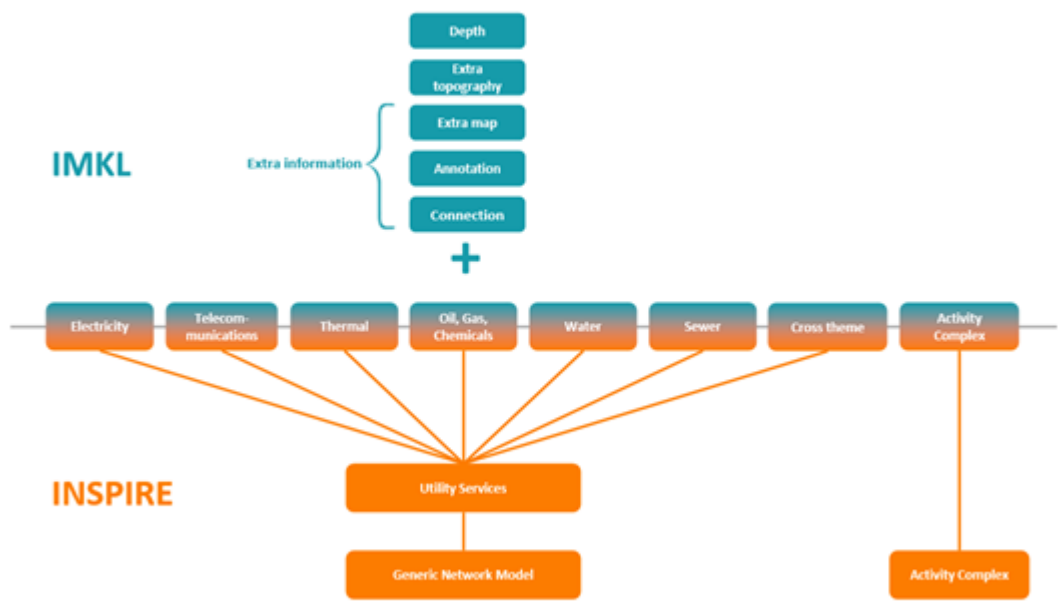 Depth
Extra
topography
Extra map
IMKL
Extra information
Annotation
Connection
+
Electricity
Telecom-
munications
Thermal
Oil, Gas,
Chemicals
Water
Sewer
Cross theme
Activity
Complex
INSPIRE
Utility Services
Generic Network Model
Activity Complex